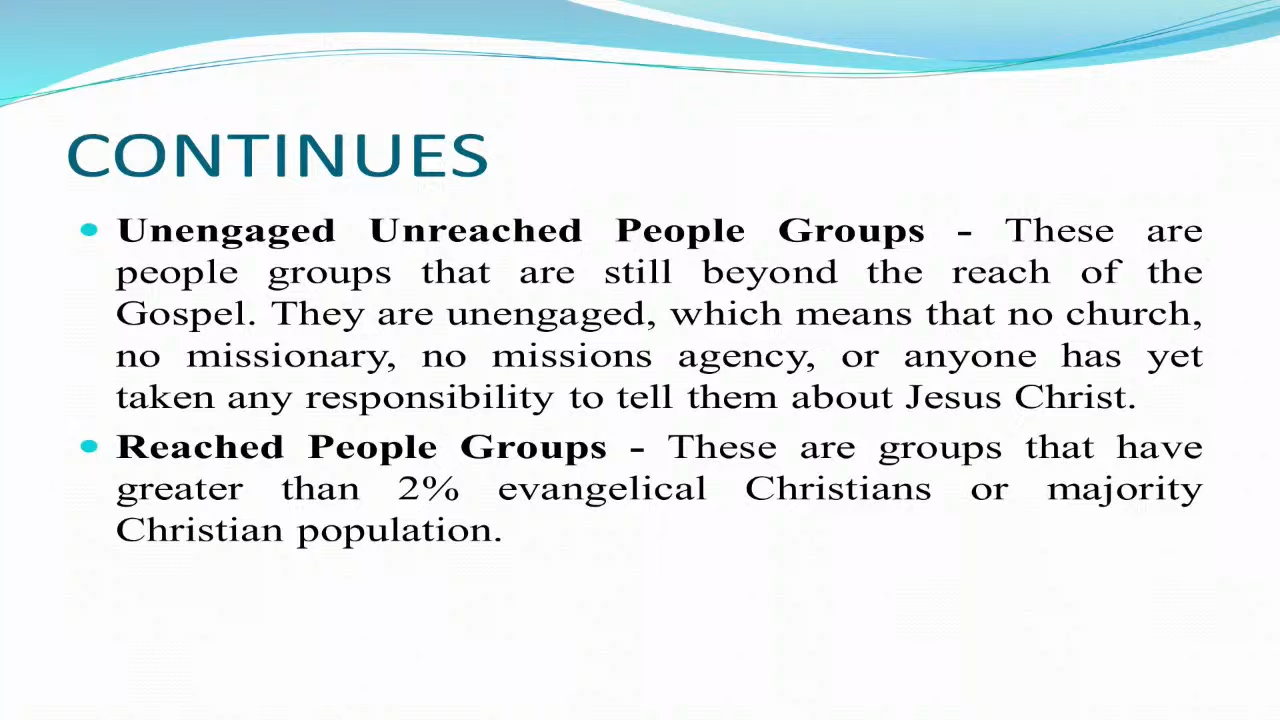 CONTINUES
• Unengaged Unreached People Groups - These are
people groups that are still beyond the reach of the
Gospel. They are unengaged, which means that no church,
no missionary, no missions agency, or anyone has yet
taken any responsibility to tell them about Jesus Christ.
• Reached People Groups - These are groups that have
greater than 2% evangelical Christians or majority
Christian population.